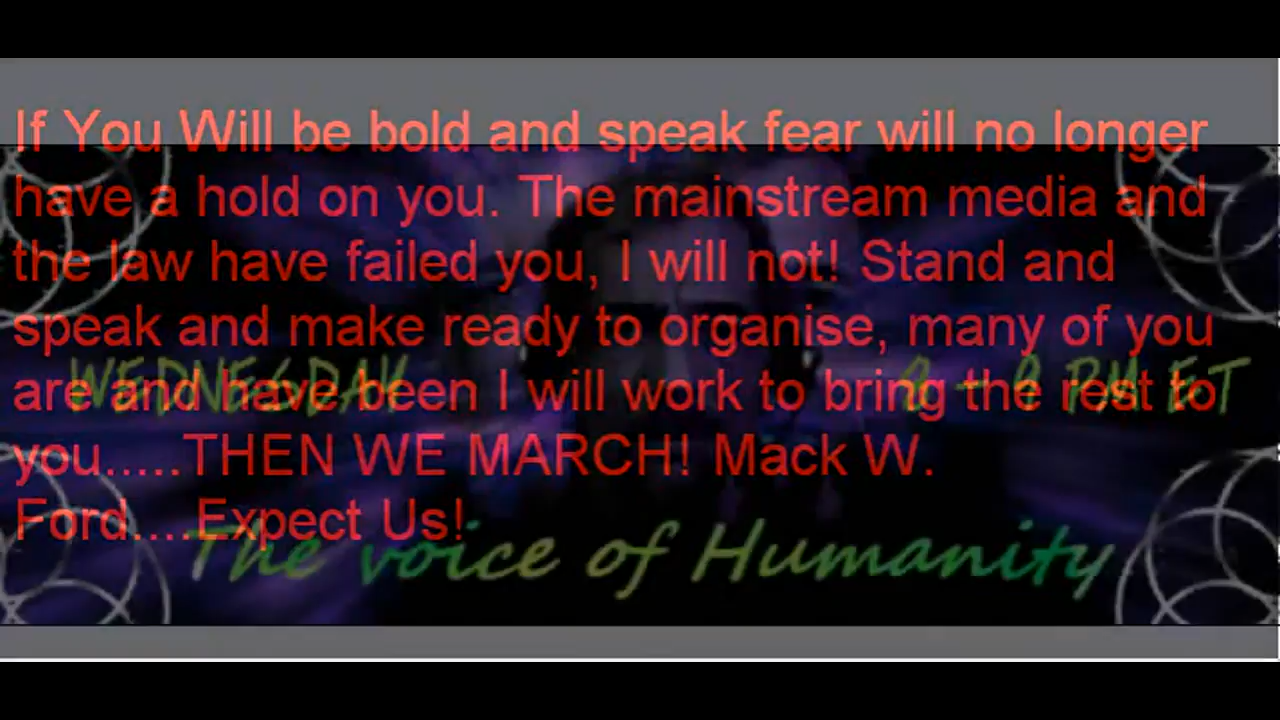 If You Will be bold and speak fear will no longer
have a hold on you. The mainstream media and
the law have failed you, I will not! Stand and
speak and make ready to organise, many of you
are and have been I will work to bring the rest to
you.....THEN WE MARCH! Mack W.
Ford....Expect Us!
WEDNESDAY
PM ET
The voice of Humanity